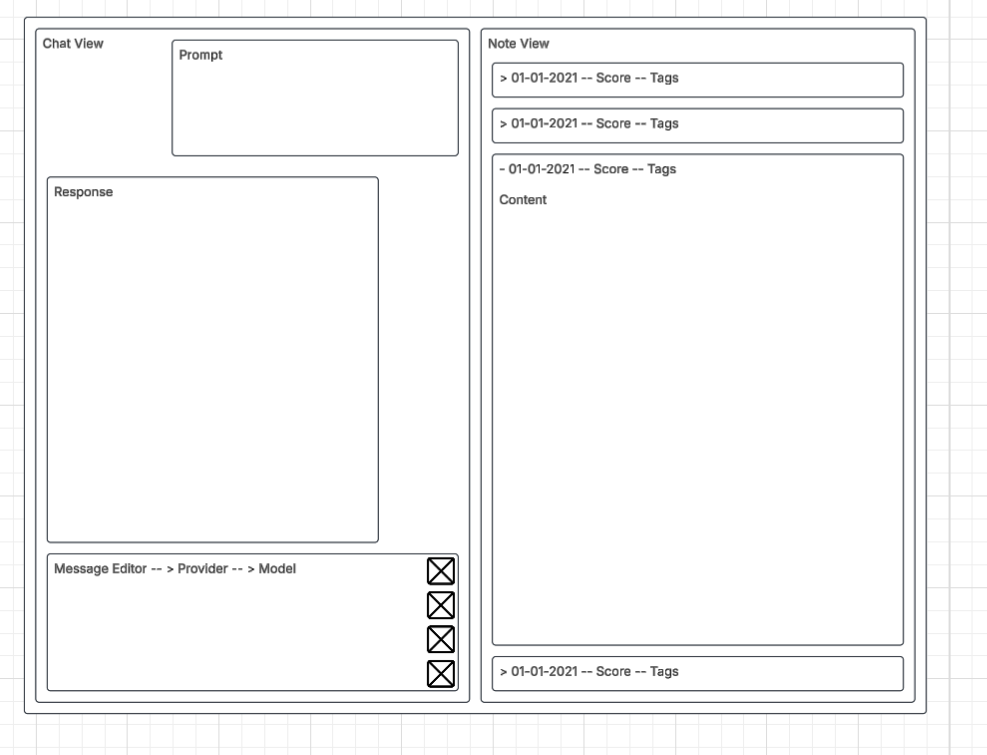 Chat View
Prompt
Response
Message Editor -- > Provider -- > Model
Note View
> 01-01-2021 -- Score -- Tags
> 01-01-2021 -- Score -- Tags
- 01-01-2021 -- Score -- Tags
Content
> 01-01-2021 -- Score -- Tags